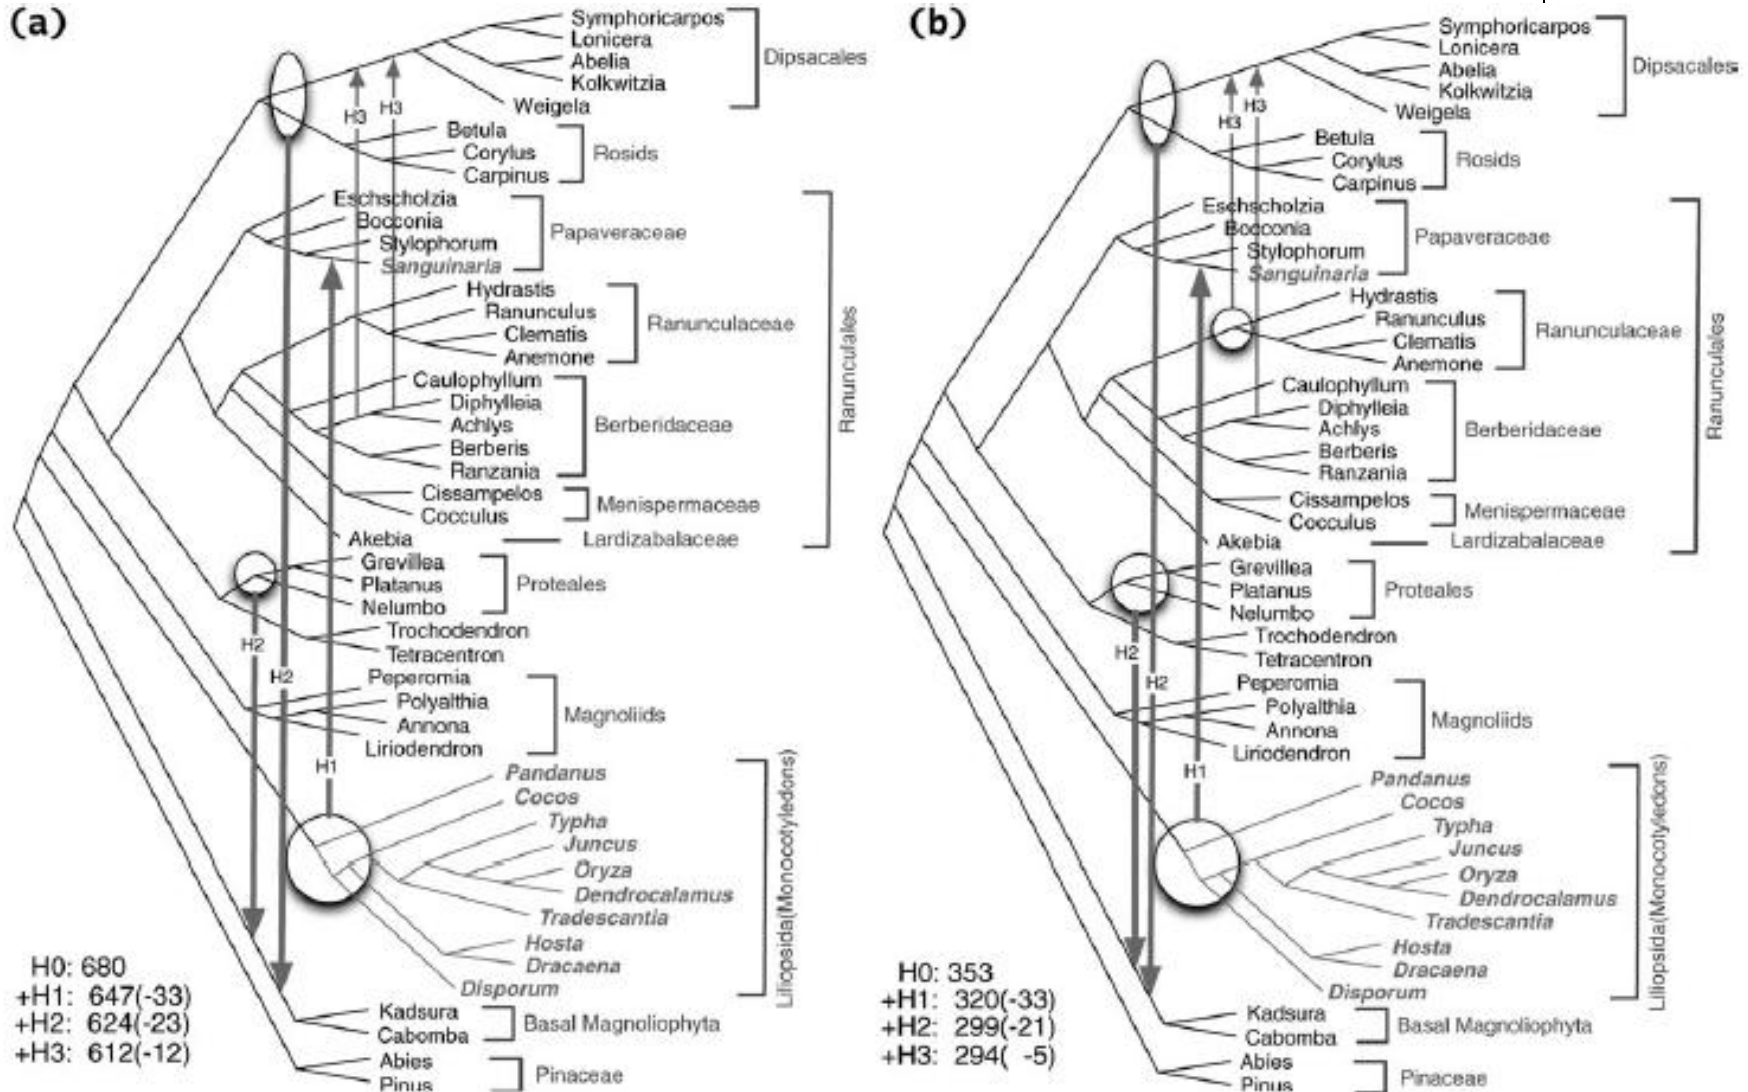 (a)
Symphoricarpos
Lonicera
Abelia
Kolkwitzia
Weigela
Dipsacales
H3
H3
Betula
Corylus
Carpinus
Rosids
Eschscholzia
Bocconia
Stylophorum
Sanguinaria
Papaveraceae
Hydrastis
Ranunculus
Clematis
Anemone
Ranunculaceae
Caulophyllum
Diphylleia
Achlys
Berberis
Ranzania
Berberidaceae
Cissampelos
Cocculus
Menispermaceae
Akebia
Lardizabalaceae
Ranunculales
Grevillea
Platanus
Nelumbo
Proteales
H2
Trochodendron
Tetracentron
H2
Peperomia
Polyalthia
Annona
Liriodendron
Magnoliids
H1
Pandanus
Cocos
Typha
Juncus
Oryza
Dendrocalamus
Tradescantia
Hosta
Dracaena
Disporum
Liliopsida(Monocotyledons)
Kadsura
Cabomba
Basal Magnoliophyta
Abies
Pinus
Pinaceae
H0: 680
+H1: 647(-33)
+H2: 624(-23)
+H3: 612(-12)
(b)
Symphoricarpos
Lonicera
Abelia
Kolkwitzia
Weigela
Dipsacales
H3
H3
Betula
Corylus
Carpinus
Rosids
Eschscholzia
Bocconia
Stylophorum
Sanguinaria
Papaveraceae
Hydrastis
Ranunculus
Clematis
Anemone
Ranunculaceae
Caulophyllum
Diphylleia
Achlys
Berberis
Ranzania
Berberidaceae
Cissampelos
Cocculus
Menispermaceae
Akebia
Lardizabalaceae
Ranunculales
Grevillea
Platanus
Nelumbo
Proteales
H2
Trochodendron
Tetracentron
H2
Peperomia
Polyalthia
Annona
Liriodendron
Magnoliids
H1
Pandanus
Cocos
Typha
Juncus
Oryza
Dendrocalamus
Tradescantia
Hosta
Dracaena
Disporum
Liliopsida(Monocotyledons)
Kadsura
Cabomba
Basal Magnoliophyta
Abies
Pinus
Pinaceae
H0: 353
+H1: 320(-33)
+H2: 299(-21)
+H3: 294( -5)